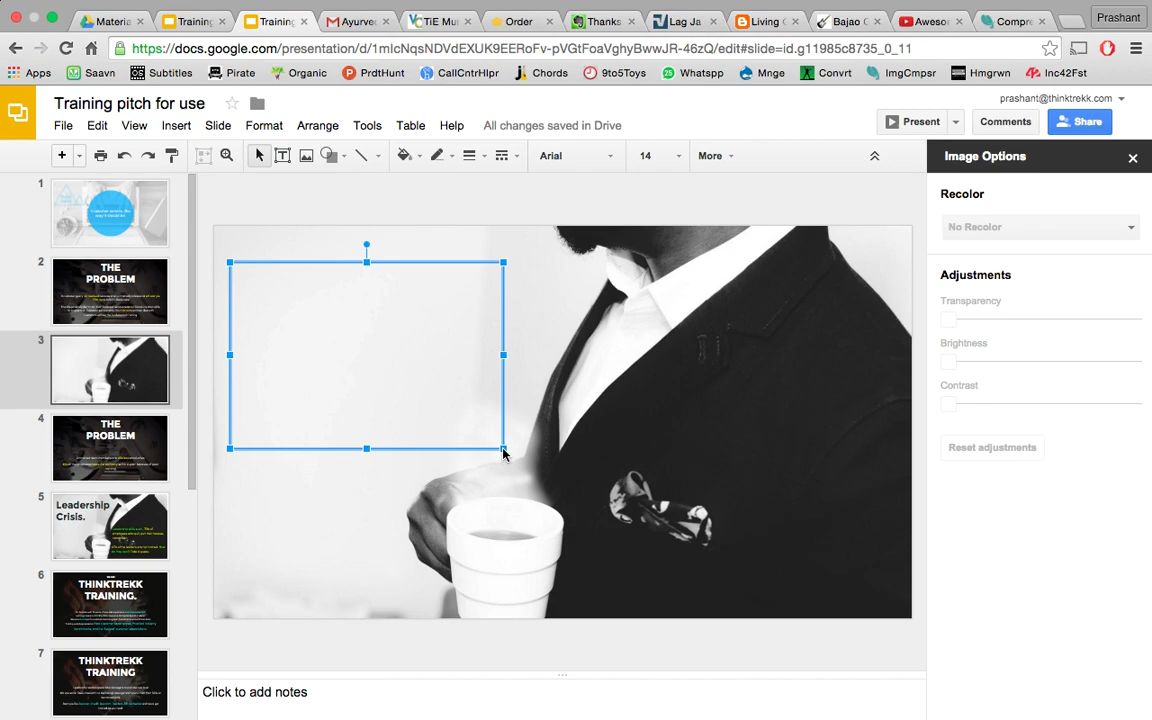 Materia
Training
Training
Ayurve
TiE Mu
Order
Thanks
Lag Ja
Living
Bajao G
Awesor
Compre
Prashant
https://docs.google.com/presentation/d/1mIcNqsNDVdEXUK9EERoFv-pVGtFoaVghyBwwJR-46zQ/edit#slide=id.g11985c8735_0_11
Apps Saavn Subtitles Pirate Organic PrdtHunt CallCntrHlpr Chords 9to5Toys Whatspp Mnge Convrt ImgCmpsr Hmgrwn Inc42Fst
Training pitch for use
prashant@thinktrekk.com
File Edit View Insert Slide Format Arrange Tools Table Help All changes saved in Drive
Present Comments Share
Arial 14 More
Image Options
Recolor
No Recolor
Adjustments
Transparency
Brightness
Contrast
Reset adjustments
1
2
THE
PROBLEM
3
4
THE
PROBLEM
5
Leadership
Crisis.
6
THINKTREKK
TRAINING.
7
THINKTREKK
TRAINING
Click to add notes